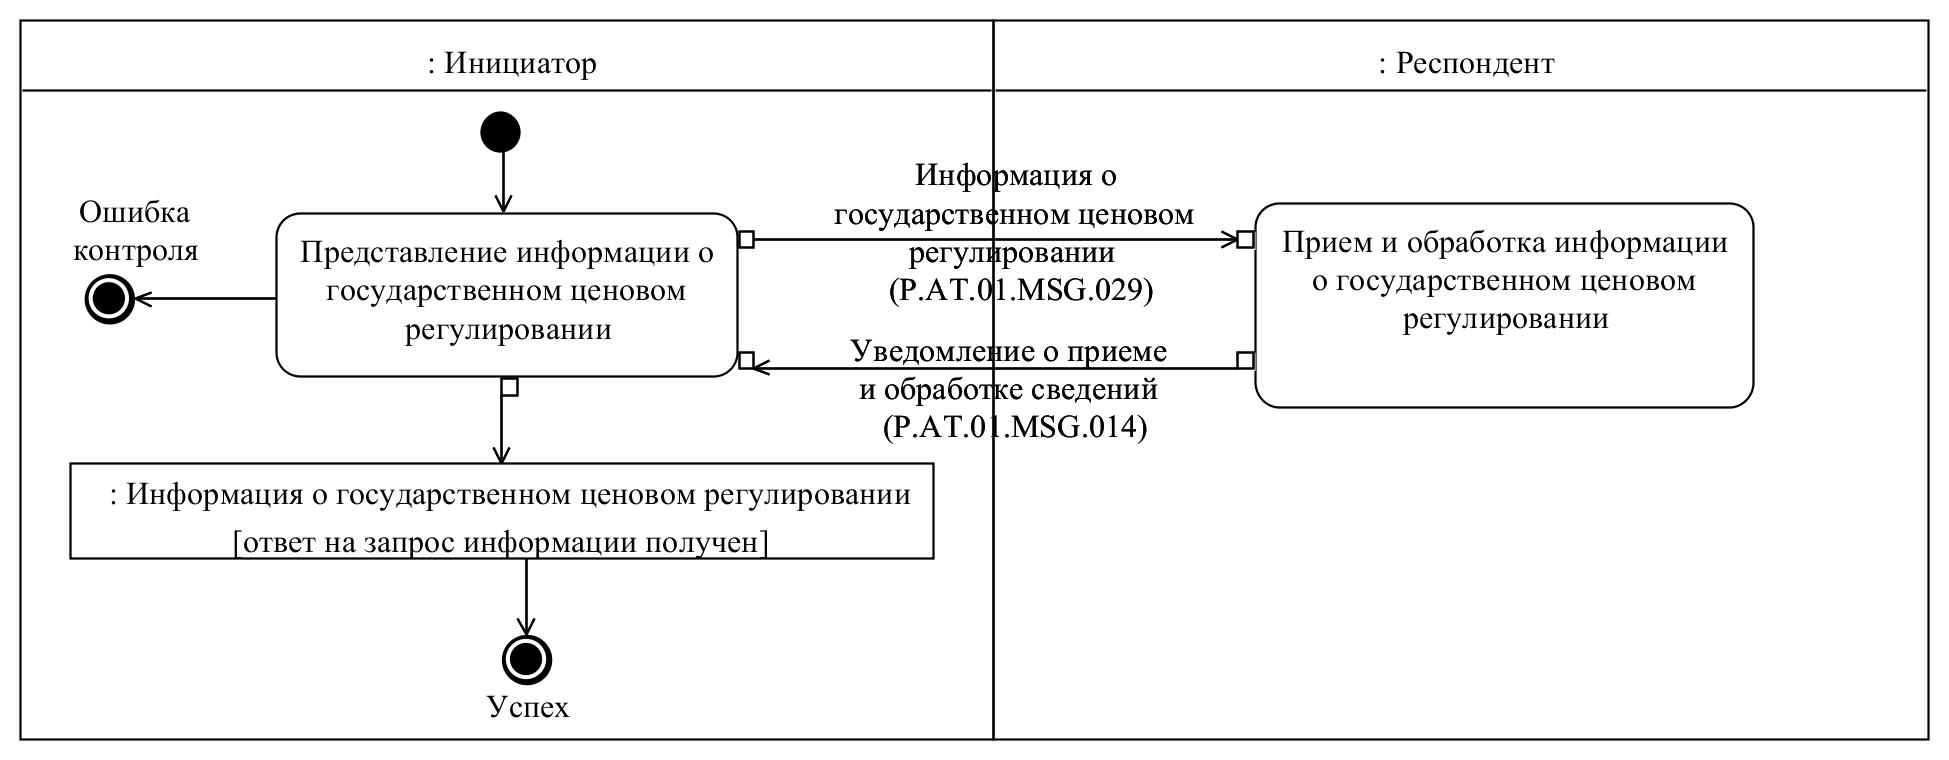 : Инициатор
: Респондент
Ошибка
контроля
Представление информации о
государственном ценовом
регулировании
Информация о
государственном ценовом
регулировании
(P.AT.01.MSG.029)
Прием и обработка информации
о государственном ценовом
регулировании
Уведомление о приеме
и обработке сведений
(P.AT.01.MSG.014)
: Информация о государственном ценовом регулировании
[ответ на запрос информации получен]
Успех